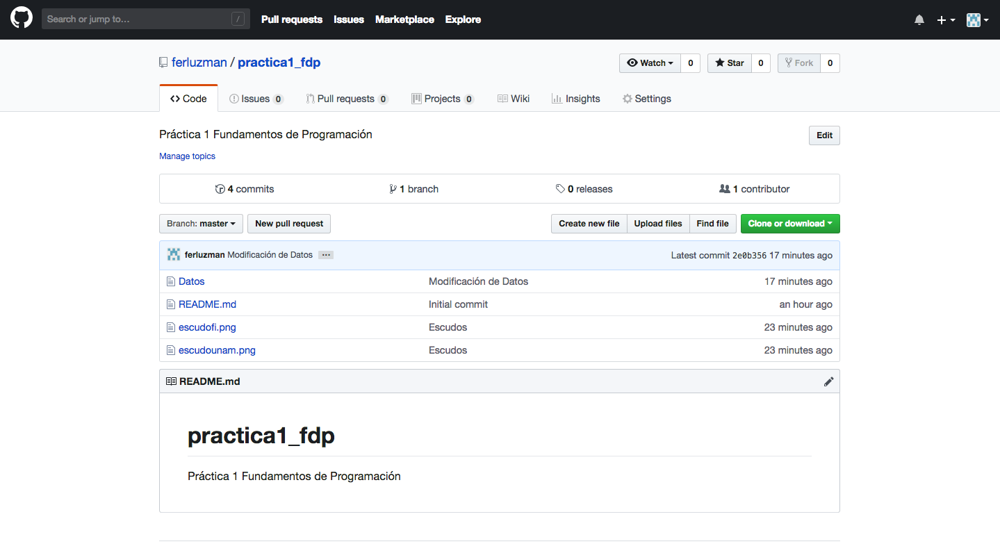 Search or jump to... / Pull requests Issues Marketplace Explore
ferluzman / practica1_fdp Watch 0 Star 0 Fork 0
Code Issues 0 Pull requests 0 Projects 0 Wiki Insights Settings
Práctica 1 Fundamentos de Programación Edit
Manage topics
4 commits 1 branch 0 releases 1 contributor
Branch: master New pull request Create new file Upload files Find file Clone or download
ferluzman Modificación de Datos ... Latest commit 2e0b356 17 minutes ago
Datos Modificación de Datos 17 minutes ago
README.md Initial commit an hour ago
escudofi.png Escudos 23 minutes ago
escudounam.png Escudos 23 minutes ago
README.md
practica1_fdp
Práctica 1 Fundamentos de Programación